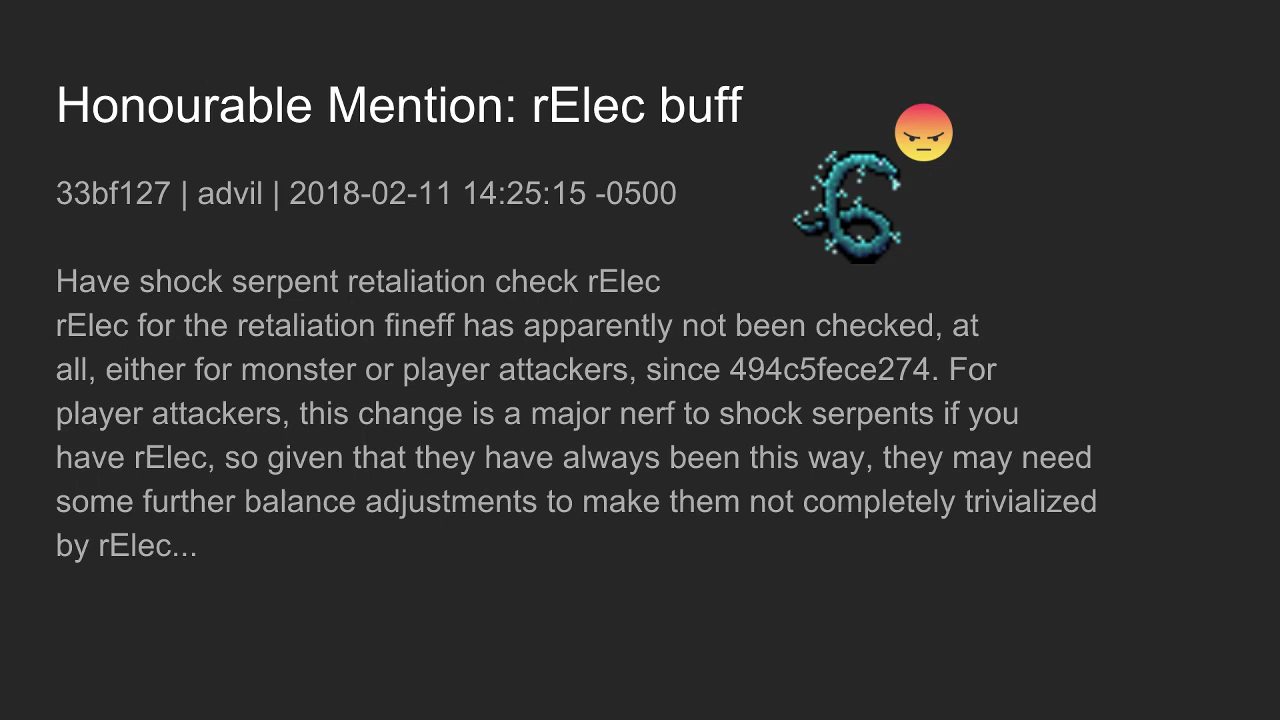 Honourable Mention: rElec buff
33bf127 | advil | 2018-02-11 14:25:15 -0500
Have shock serpent retaliation check rElec
rElec for the retaliation fineff has apparently not been checked, at
all, either for monster or player attackers, since 494c5fece274. For
player attackers, this change is a major nerf to shock serpents if you
have rElec, so given that they have always been this way, they may need
some further balance adjustments to make them not completely trivialized
by rElec...